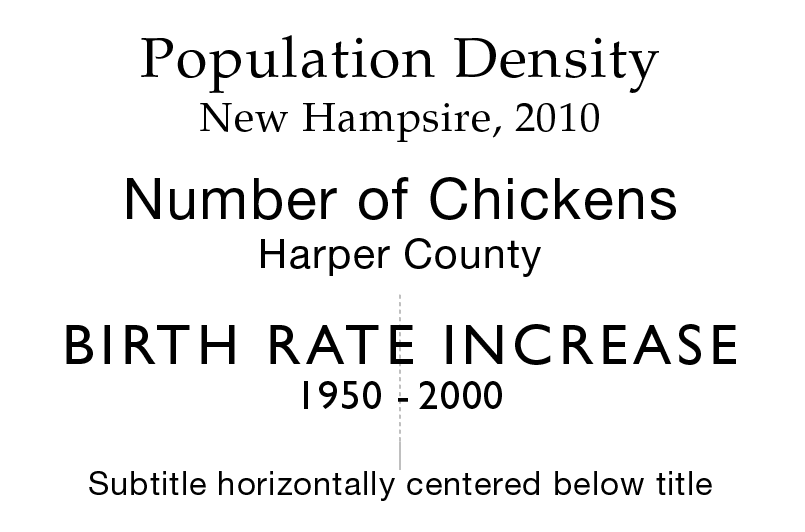 Population Density
New Hampsire, 2010
Number of Chickens
Harper County
BIRTH RATE INCREASE
1950 - 2000
Subtitle horizontally centered below title